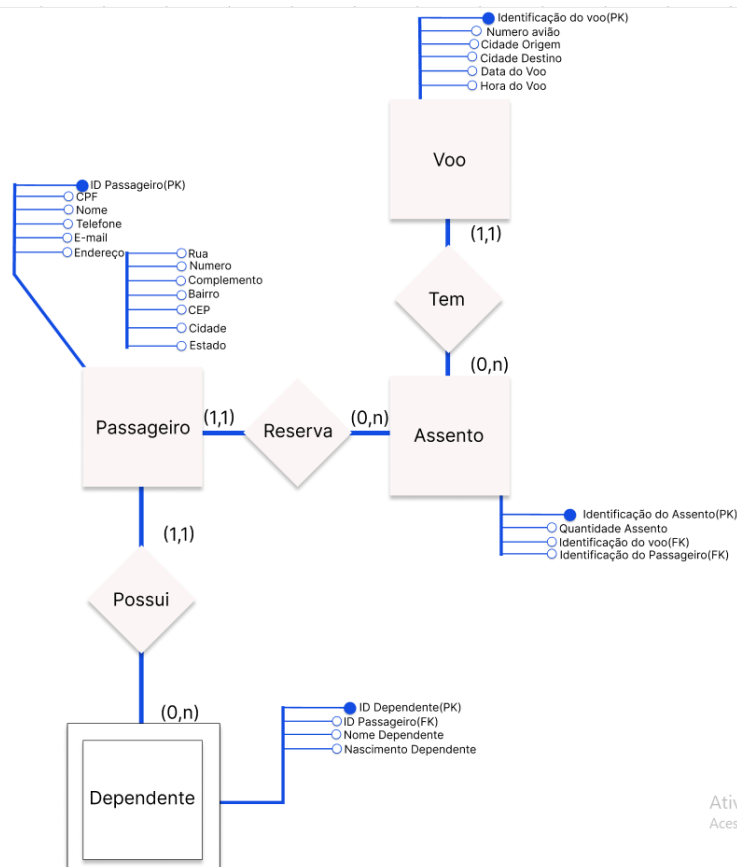 Identificação do voo(PK)
Numero avião
Cidade Origem
Cidade Destino
Data do Voo
Hora do Voo
Voo
(1,1)
Tem
(0,n)
ID Passageiro(PK)
CPF
Nome
Telefone
E-mail
Endereço
Rua
Numero
Complemento
Bairro
CEP
Cidade
Estado
Passageiro
(1,1)
Reserva
(0,n)
Assento
Identificação do Assento(PK)
Quantidade Assento
Identificação do voo(FK)
Identificação do Passageiro(FK)
(1,1)
Possui
(0,n)
ID Dependente(PK)
ID Passageiro(FK)
Nome Dependente
Nascimento Dependente
Dependente
Ativ
Aces